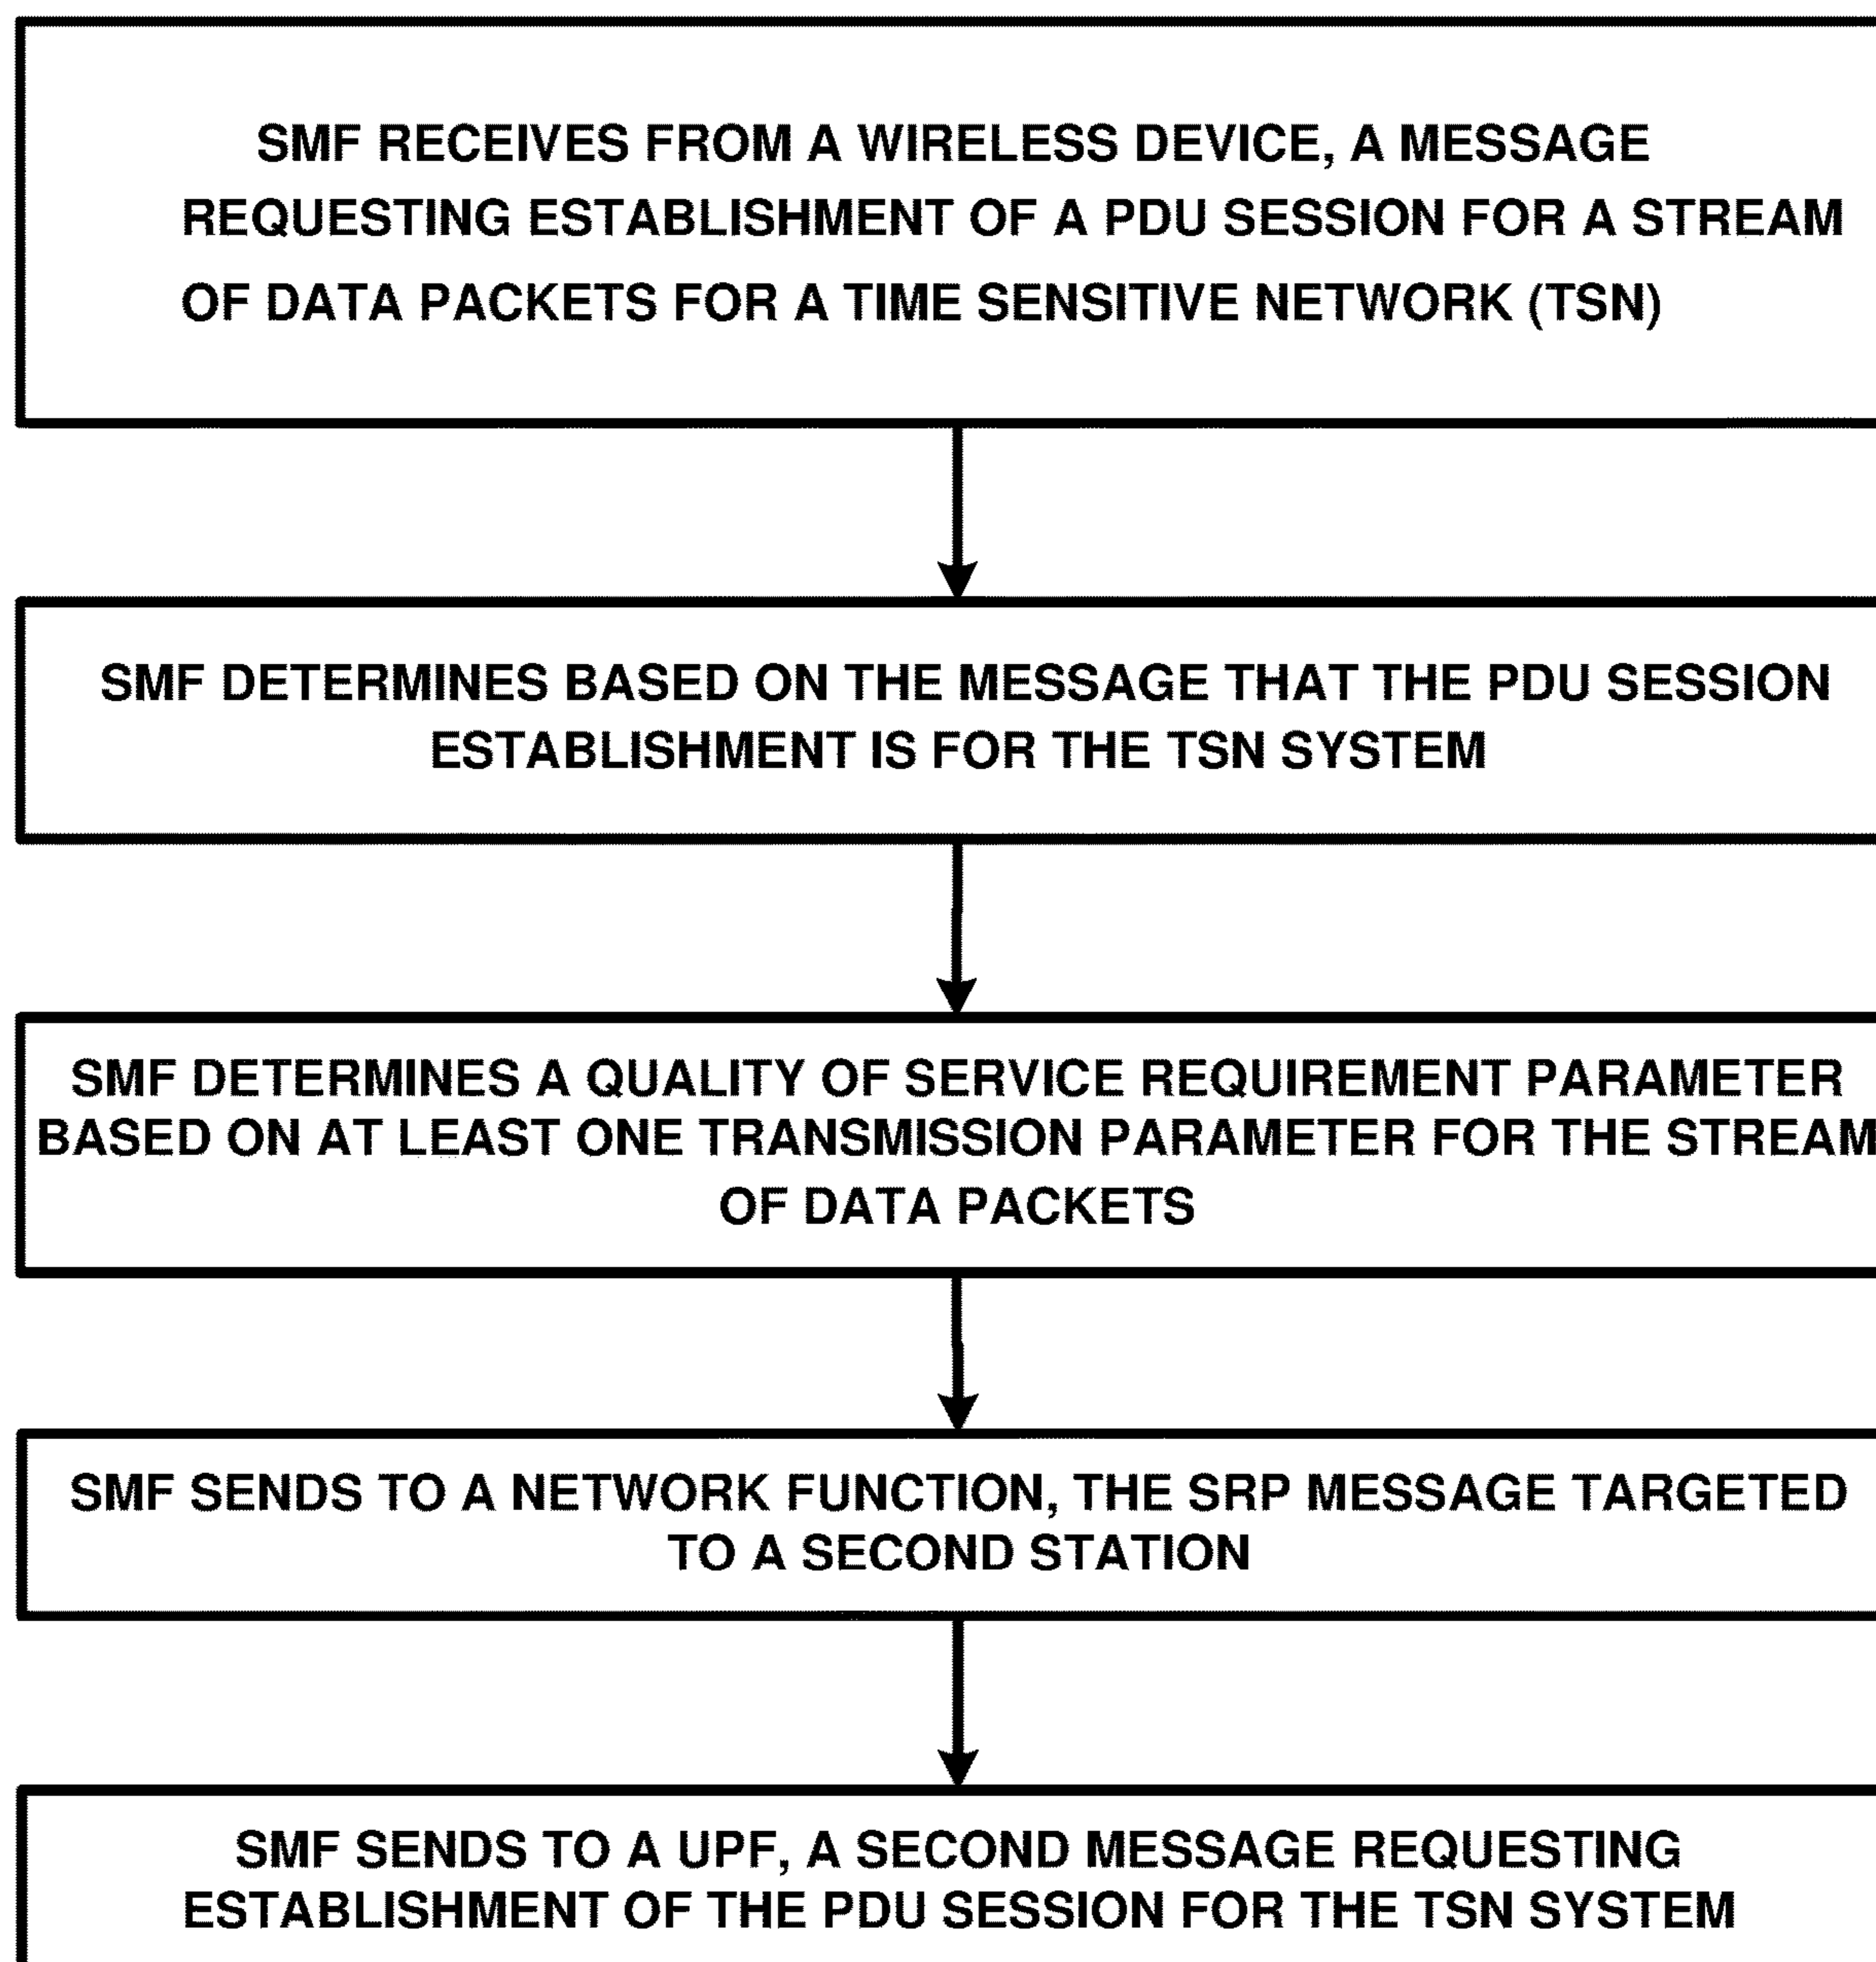 SMF RECEIVES FROM A WIRELESS DEVICE, A MESSAGE
REQUESTING ESTABLISHMENT OF A PDU SESSION FOR A STREAM
OF DATA PACKETS FOR A TIME SENSITIVE NETWORK (TSN)
SMF DETERMINES BASED ON THE MESSAGE THAT THE PDU SESSION
ESTABLISHMENT IS FOR THE TSN SYSTEM
SMF DETERMINES A QUALITY OF SERVICE REQUIREMENT PARAMETER
BASED ON AT LEAST ONE TRANSMISSION PARAMETER FOR THE STREAM
OF DATA PACKETS
SMF SENDS TO A NETWORK FUNCTION, THE SRP MESSAGE TARGETED
TO A SECOND STATION
SMF SENDS TO A UPF, A SECOND MESSAGE REQUESTING
ESTABLISHMENT OF THE PDU SESSION FOR THE TSN SYSTEM